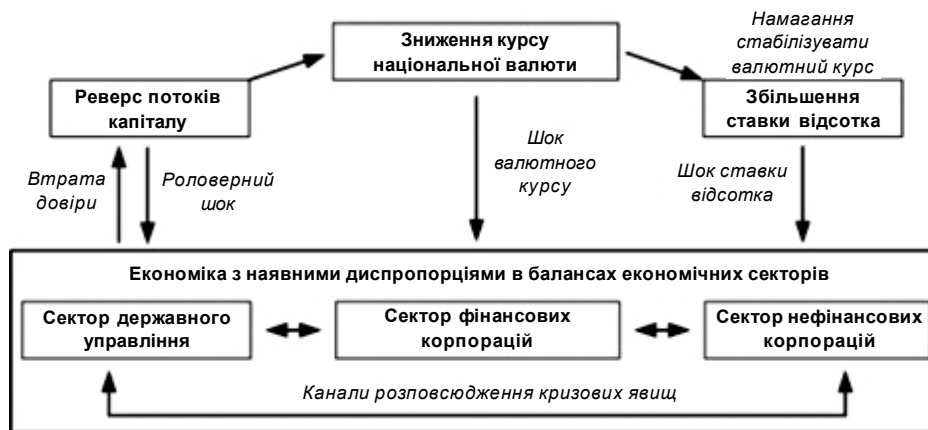 Зниження курсу
національної валюти
Намагання
стабілізувати
валютний курс
Реверс потоків
капіталу
Збільшення
ставки відсотка
Втрата
довіри
Роловерний
шок
Шок
валютного
курсу
Шок ставки
відсотка
Економіка з наявними диспропорціями в балансах економічних секторів
Сектор державного
управління
Сектор фінансових
корпорацій
Сектор нефінансових
корпорацій
Канали розповсюдження кризових явищ